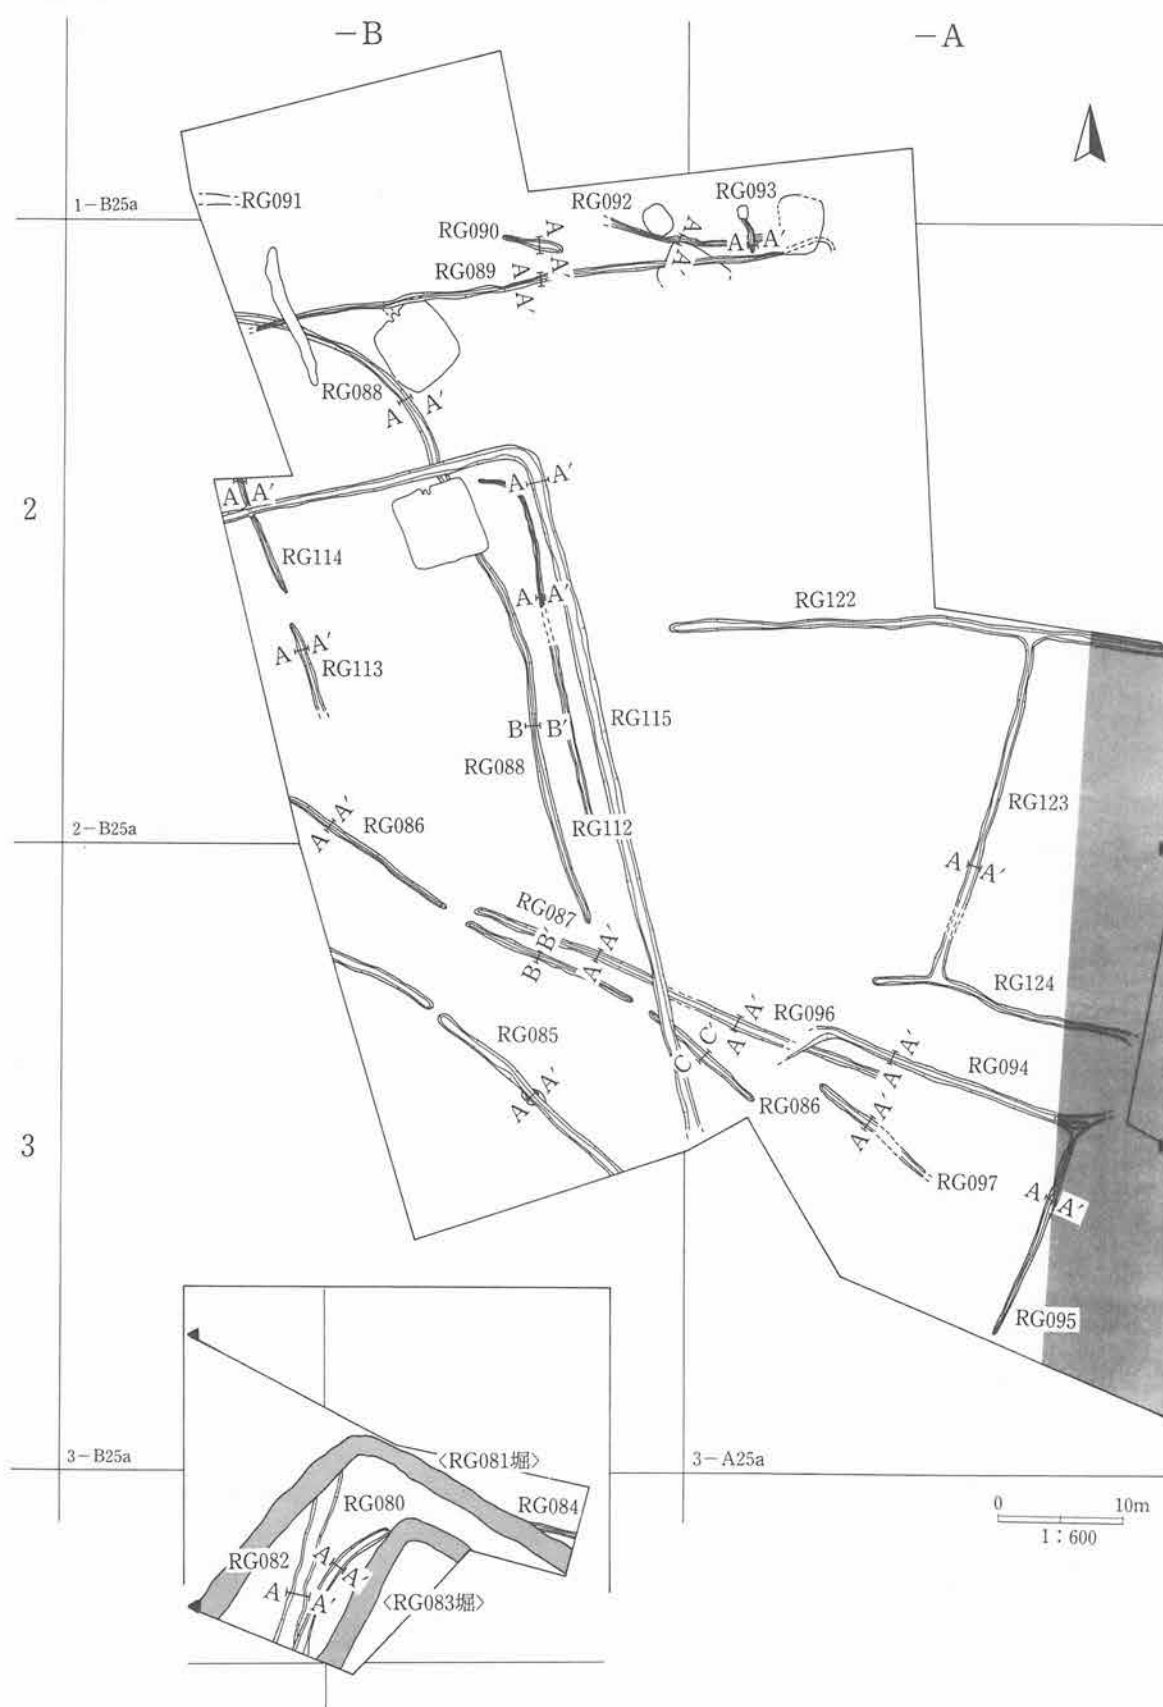 -B
-A
1-B25a
RG091
RG092
RG093
RG090
A
A
A
A'
A
A'
A'
RG089
A
A'
RG088
A
A'
2
A
A'
A
A'
RG114
A
A'
RG122
A
A'
RG113
RG115
B
B'
RG088
RG123
2-B25a
A
A'
RG086
RG112
A
A'
RG087
B
B'
A
A'
RG124
A
A'
RG096
RG085
C
C'
A
A'
RG094
A
A'
RG086
A
A'
3
RG097
A
A'
RG095
3-B25a
〈RG081堀〉
3-A25a
RG080
RG084
0
10m
1:600
RG082
A
A'
A
A'
〈RG083堀〉